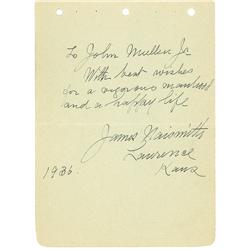 To John Mullen Jr
With best wishes
for a vigorous manhood
and a happy life
James Naismith
Lawrence
Kans
1936.